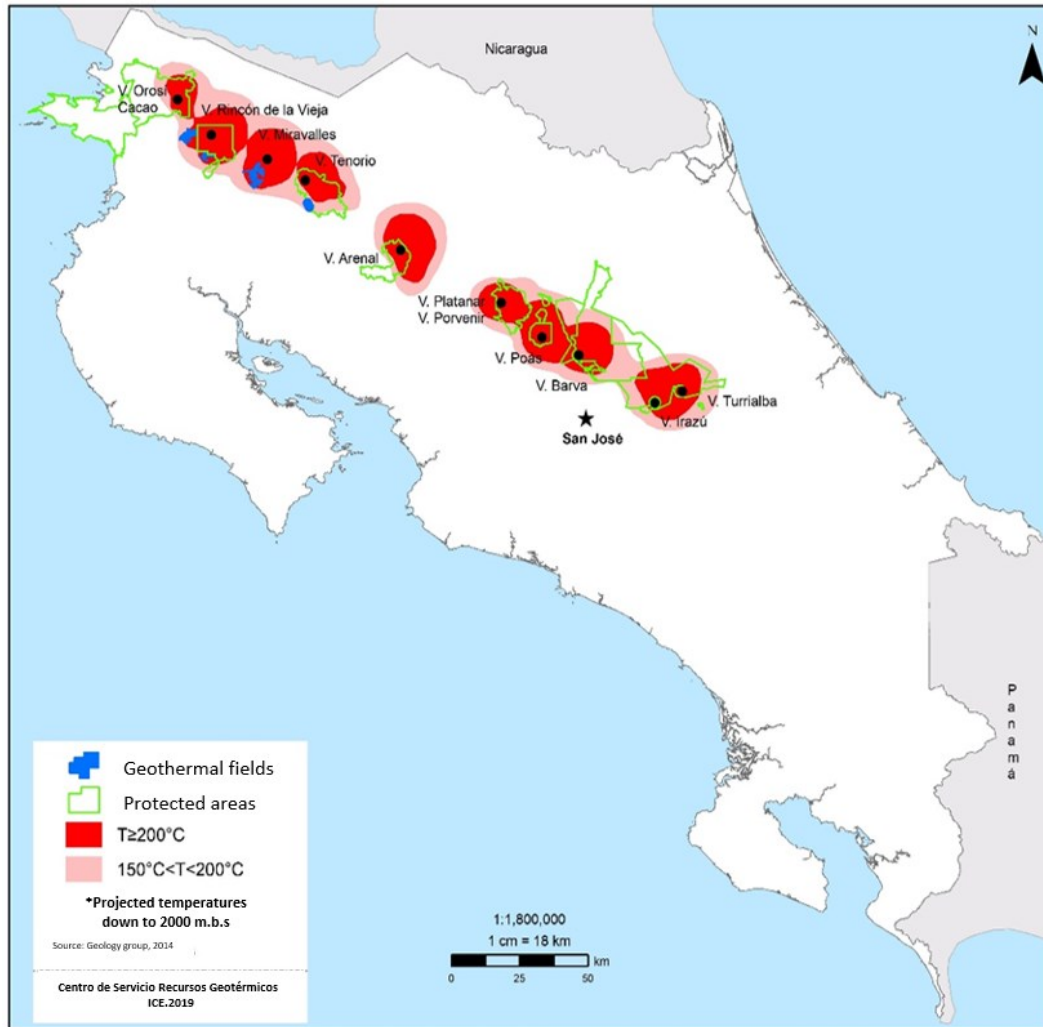 Nicaragua
N
V. Orosí
Cacao
V. Rincón de la Vieja
V. Miravalles
V. Tenorio
V. Arenal
V. Platanar
V. Porvenir
V. Poás
V. Barva
V. Turrialba
V. Irazú
San José
Panamá
Geothermal fields
Protected areas
T≥200°C
150°C<T<200°C
*Projected temperatures
down to 2000 m.b.s
Source: Geology group, 2014
Centro de Servicio Recursos Geotérmicos
ICE.2019
1:1,800,000
1 cm = 18 km
km
0 25 50